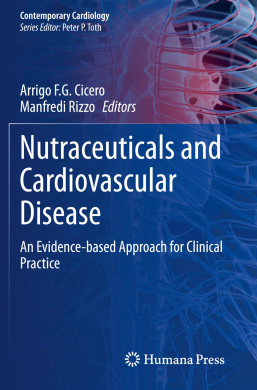 Contemporary Cardiology
Series Editor: Peter P. Toth
Arrigo F.G. Cicero
Manfredi Rizzo Editors
Nutraceuticals and
Cardiovascular
Disease
An Evidence-based Approach for Clinical
Practice
Humana Press